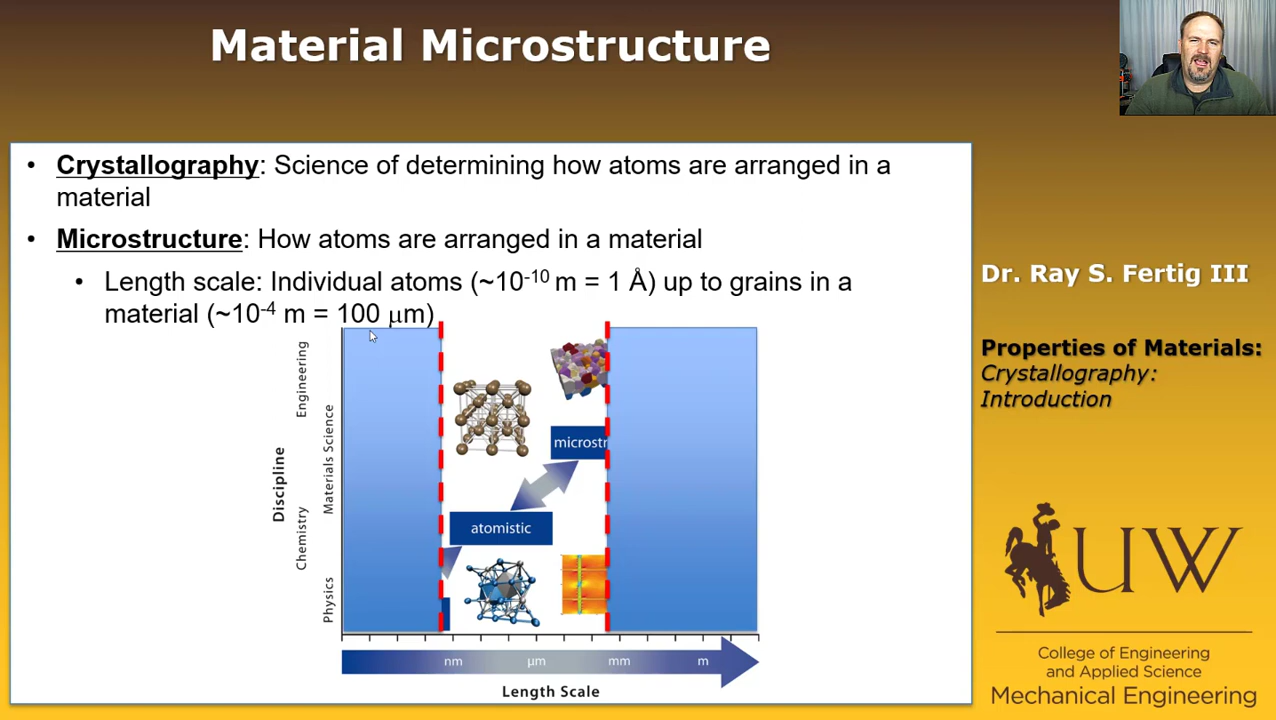 Material Microstructure
• Crystallography: Science of determining how atoms are arranged in a
material
• Microstructure: How atoms are arranged in a material
• Length scale: Individual atoms (~10⁻¹⁰ m = 1 Å) up to grains in a
material (~10⁻⁴ m = 100 μm)
Discipline
Engineering
Materials Science
Chemistry
Physics
microstr
atomistic
nm
μm
mm
m
Length Scale
Dr. Ray S. Fertig III
Properties of Materials:
Crystallography:
Introduction
UW
College of Engineering
and Applied Science
Mechanical Engineering